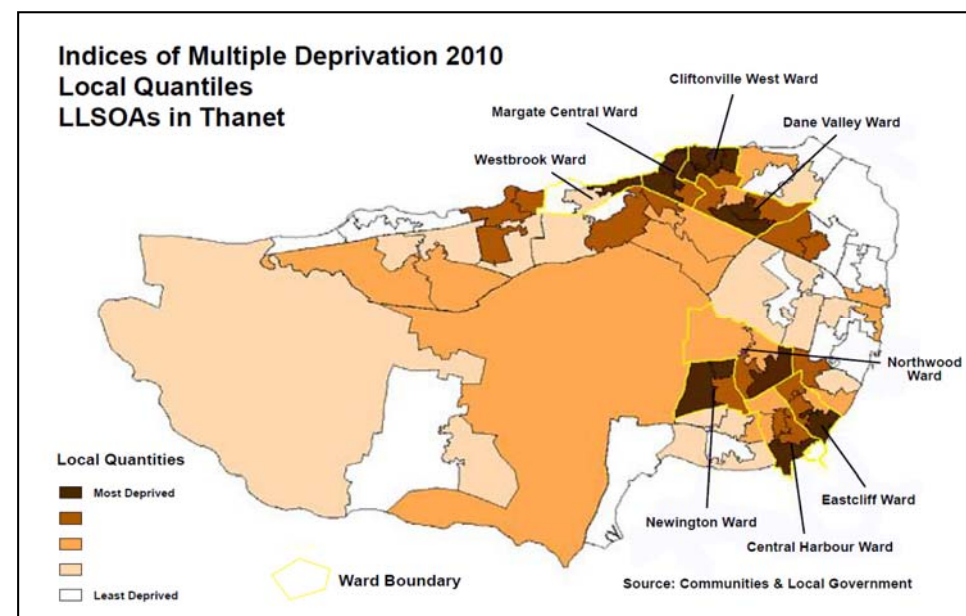 Indices of Multiple Deprivation 2010
Local Quantiles
LLSOAs in Thanet
Cliftonville West Ward
Margate Central Ward
Dane Valley Ward
Westbrook Ward
Northwood
Ward
Eastcliff Ward
Newington Ward
Central Harbour Ward
Local Quantities
Most Deprived
Least Deprived
Ward Boundary
Source: Communities & Local Government